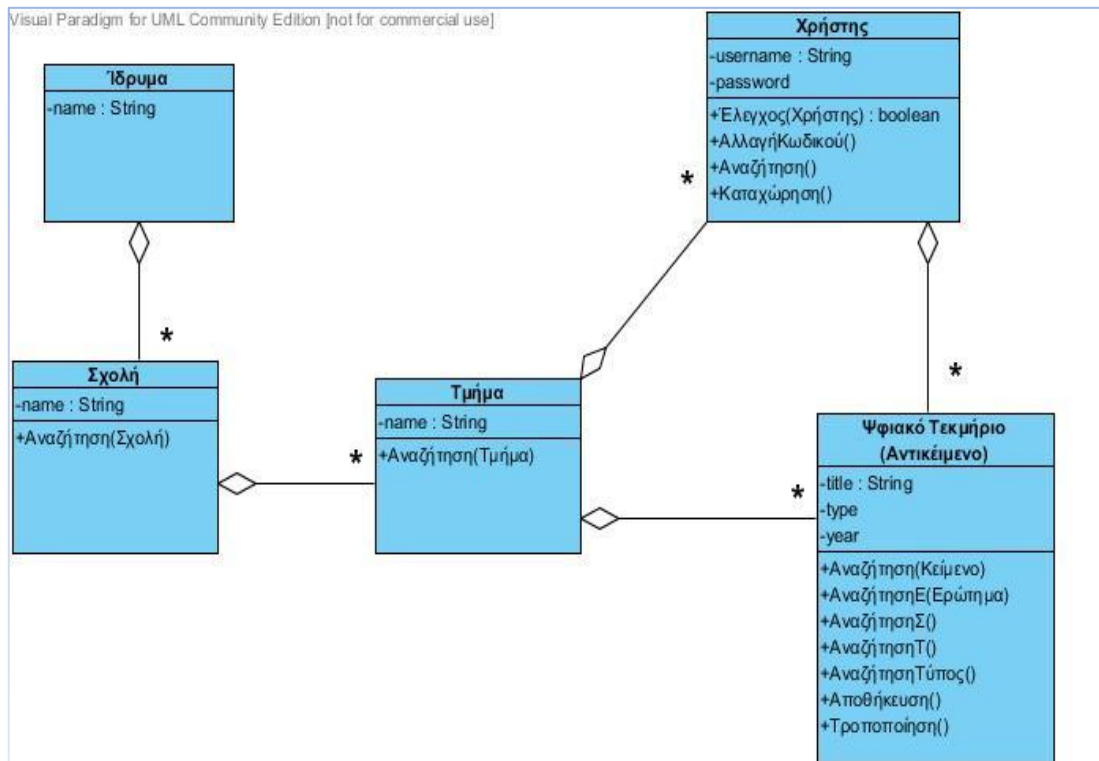 Visual Paradigm for UML Community Edition [not for commercial use]
Ίδρυμα
-name : String
Χρήστης
-username : String
-password
+Έλεγχος(Χρήστης) : boolean
+ΑλλαγήΚωδικού()
+Αναζήτηση()
+Καταχώρηση()
*
*
Σχολή
-name : String
+Αναζήτηση(Σχολή)
*
Τμήμα
-name : String
+Αναζήτηση(Τμήμα)
*
*
Ψφιακό Τεκμήριο
(Αντικέιμενο)
-title : String
-type
-year
+Αναζήτηση(Κείμενο)
+ΑναζήτησηΕ(Ερώτημα)
+ΑναζήτησηΣ()
+ΑναζήτησηΤ()
+ΑναζήτησηΤύπος()
+Αποθήκευση()
+Τροποποίηση()